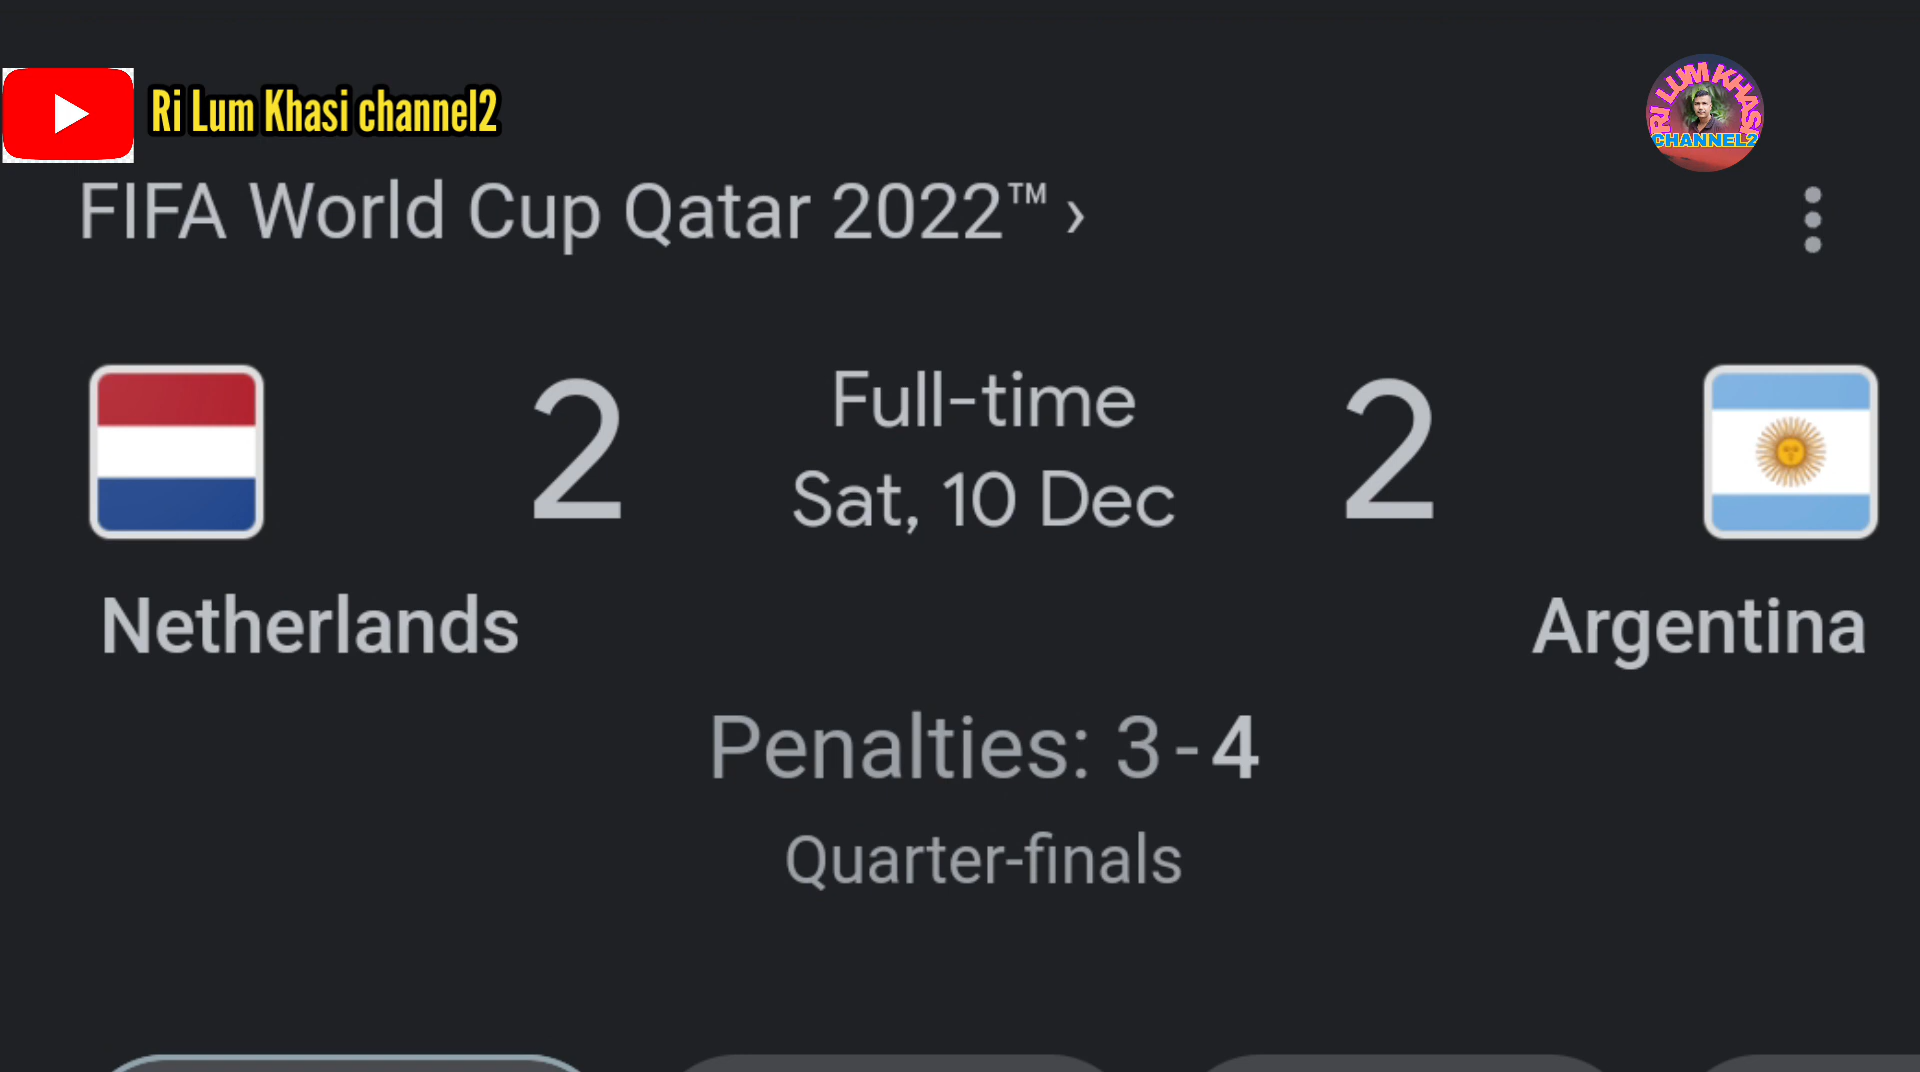 Ri Lum Khasi channel2
RI LUM KHASI
CHANNEL2
FIFA World Cup Qatar 2022™ ›
2 Full-time 2
Sat, 10 Dec
Netherlands Argentina
Penalties: 3 - 4
Quarter-finals